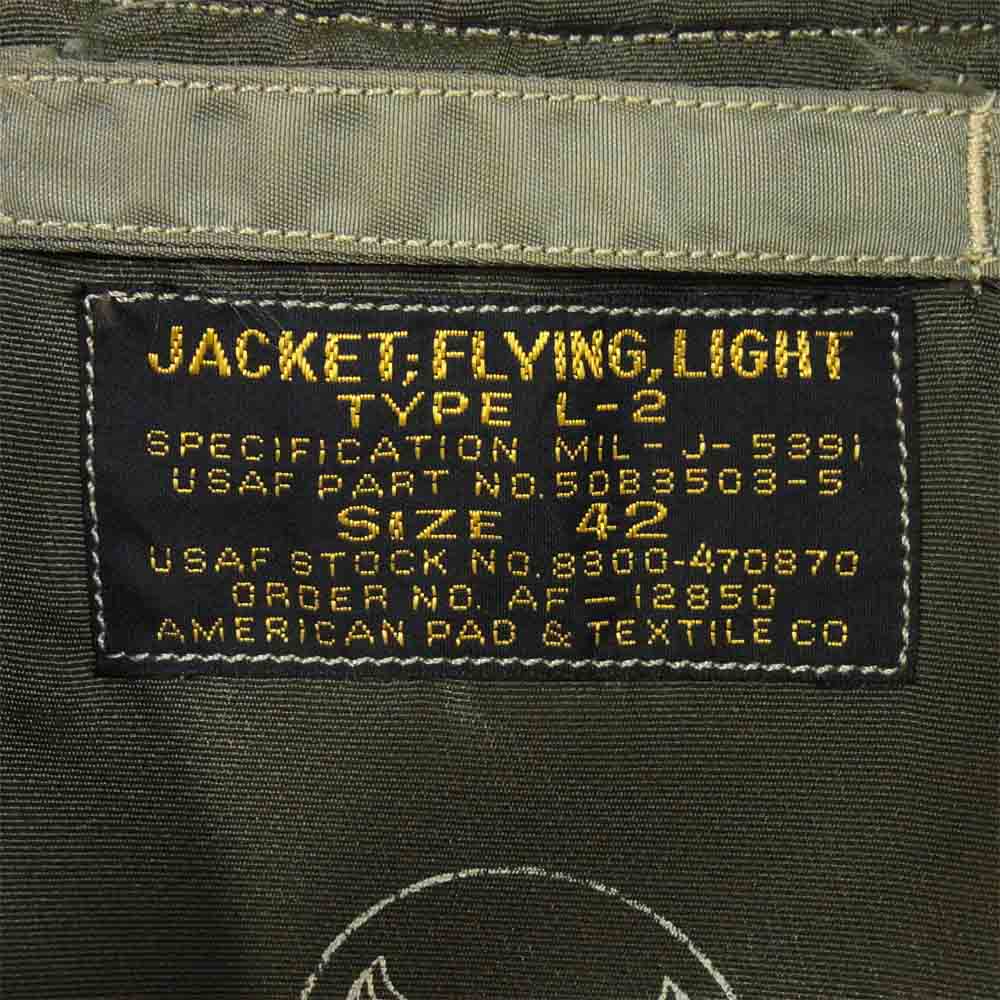 JACKET; FLYING, LIGHT
TYPE L-2
SPECIFICATION MIL-J-5391
USAF PART NO. 50B3503-5
SIZE 42
USAF STOCK NO. 8300-470870
ORDER NO. AF-12850
AMERICAN PAD & TEXTILE CO